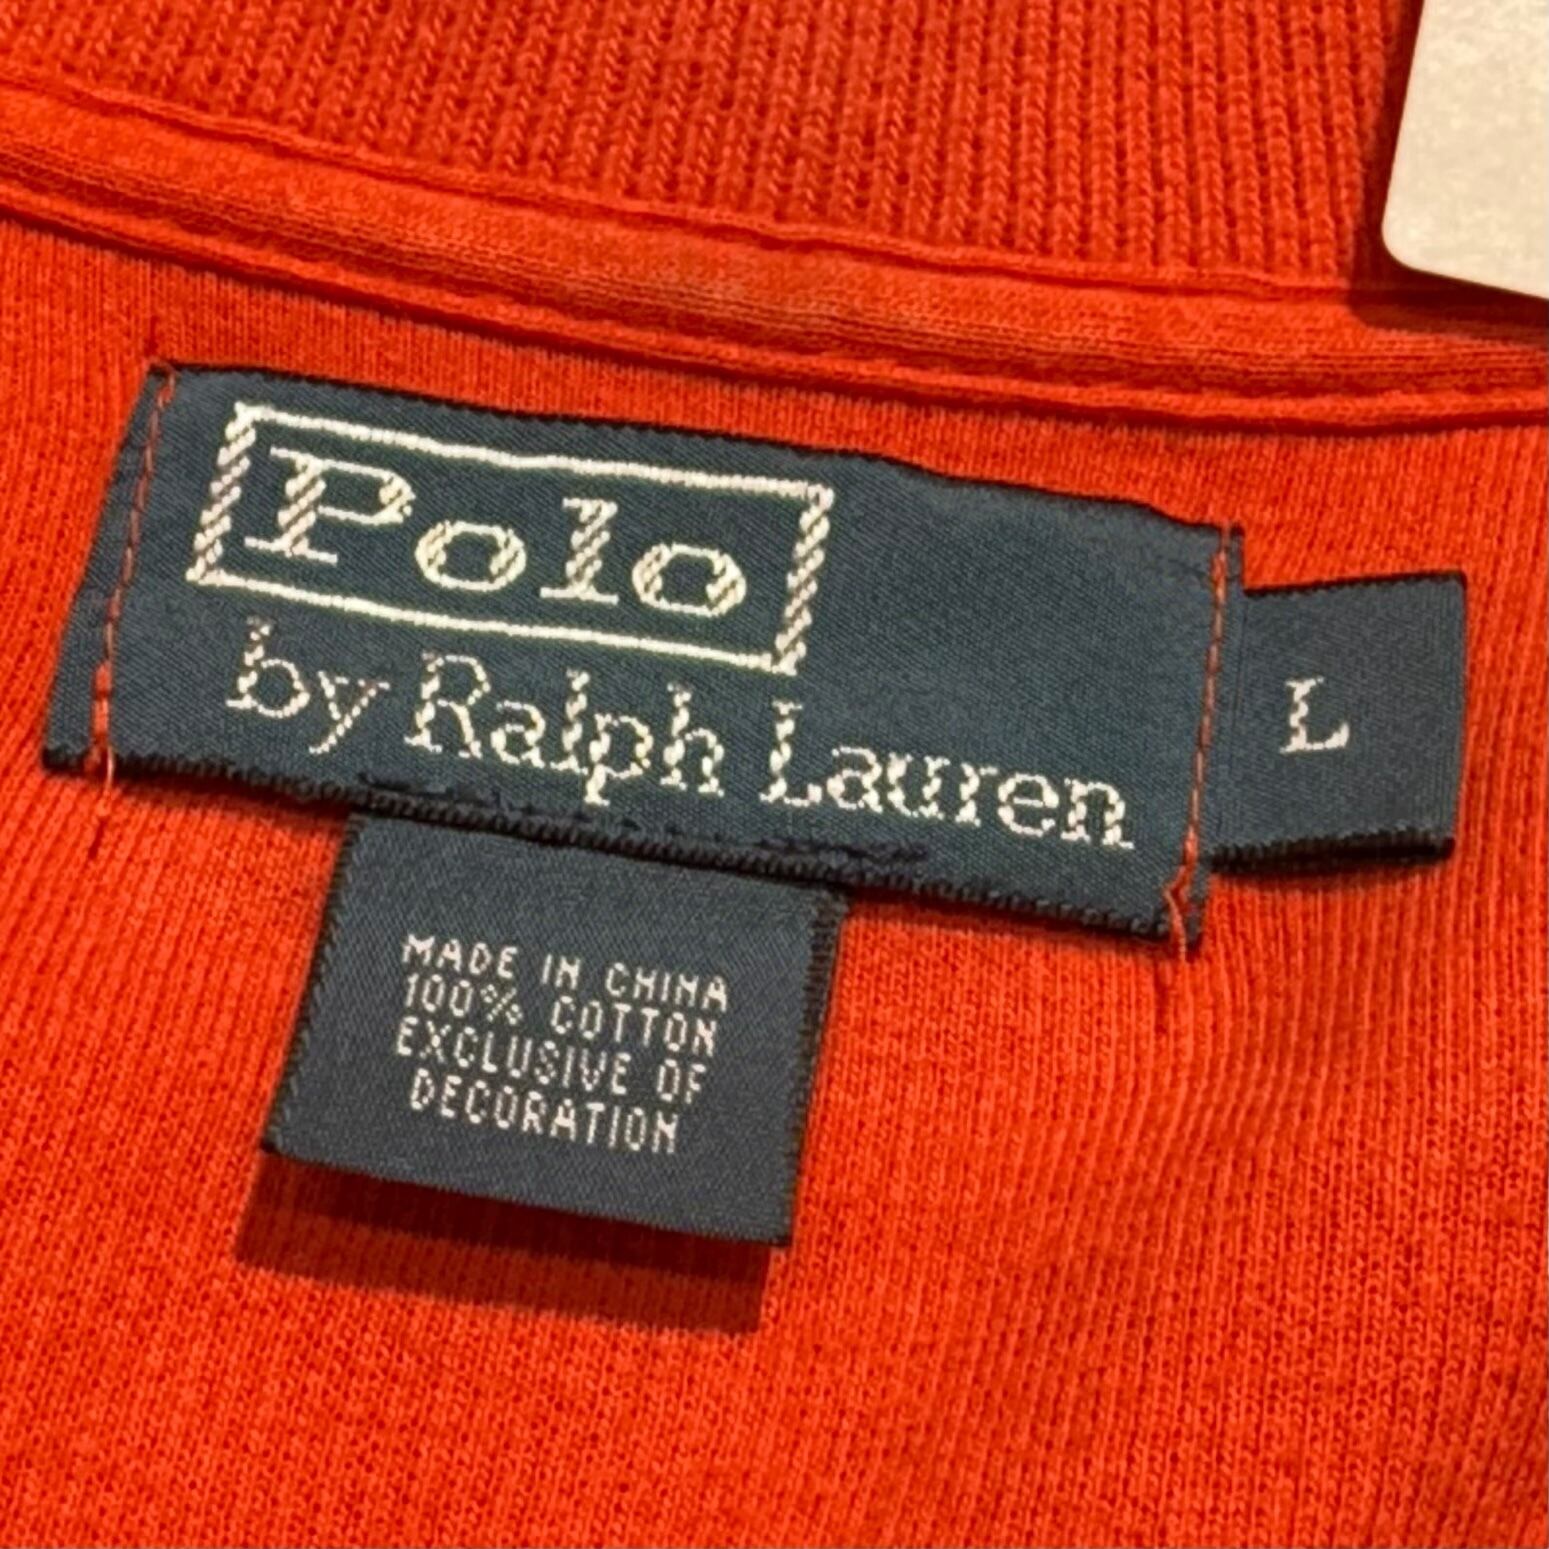 Polo
by Ralph Lauren
L
MADE IN CHINA
100% COTTON
EXCLUSIVE OF
DECORATION